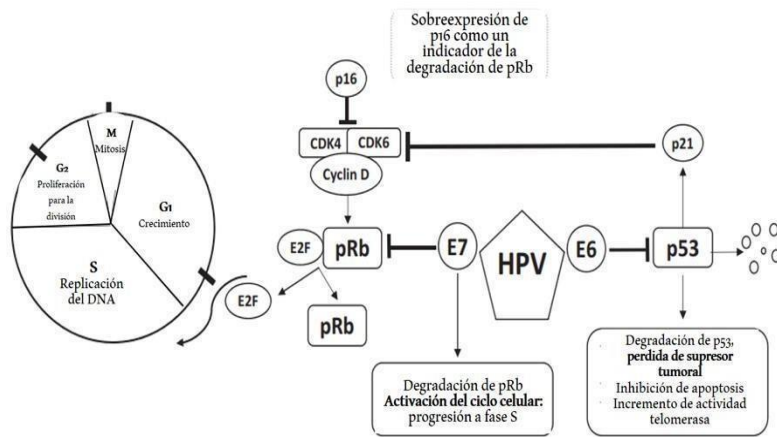 Sobreexpresión de
p16 como un
indicador de la
degradación de pRb
p16
CDK4
CDK6
Cyclin D
p21
M
Mitosis
G2
Proliferación
para la
división
G1
Crecimiento
S
Replicación
del DNA
E2F
pRb
E7
HPV
E6
p53
E2F
pRb
Degradación de pRb
Activación del ciclo celular:
progresión a fase S
Degradación de p53,
perdida de supresor
tumoral
Inhibición de apoptosis
Incremento de actividad
telomerasa